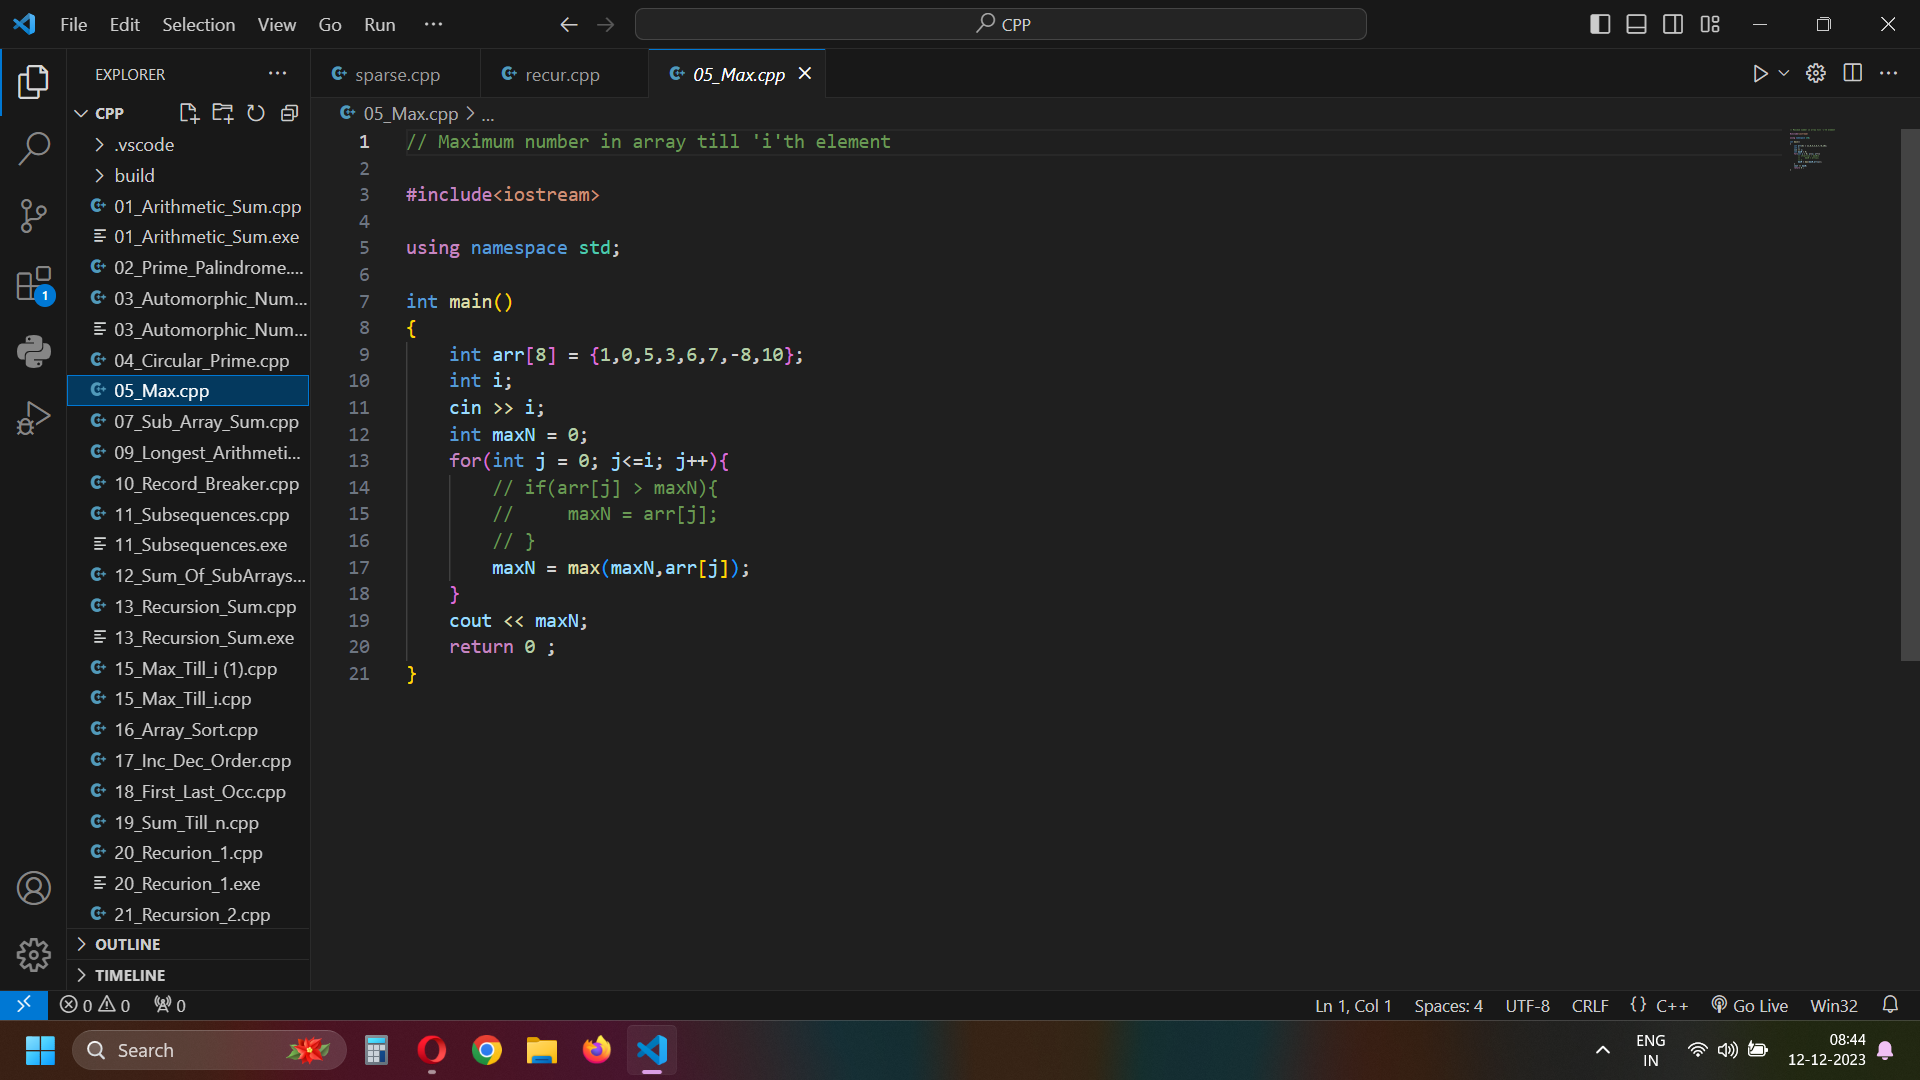 File Edit Selection View Go Run ···
CPP
EXPLORER ···
CPP
.vscode
build
01_Arithmetic_Sum.cpp
01_Arithmetic_Sum.exe
02_Prime_Palindrome....
03_Automorphic_Num...
03_Automorphic_Num...
04_Circular_Prime.cpp
05_Max.cpp
07_Sub_Array_Sum.cpp
09_Longest_Arithmeti...
10_Record_Breaker.cpp
11_Subsequences.cpp
11_Subsequences.exe
12_Sum_Of_SubArrays...
13_Recursion_Sum.cpp
13_Recursion_Sum.exe
15_Max_Till_i (1).cpp
15_Max_Till_i.cpp
16_Array_Sort.cpp
17_Inc_Dec_Order.cpp
18_First_Last_Occ.cpp
19_Sum_Till_n.cpp
20_Recurion_1.cpp
20_Recurion_1.exe
21_Recursion_2.cpp
OUTLINE
TIMELINE
1
sparse.cpp recur.cpp 05_Max.cpp
05_Max.cpp > ...
1 // Maximum number in array till 'i'th element
2
3 #include<iostream>
4
5 using namespace std;
6
7 int main()
8 {
9 int arr[8] = {1,0,5,3,6,7,-8,10};
10 int i;
11 cin >> i;
12 int maxN = 0;
13 for(int j = 0; j<=i; j++){
14 // if(arr[j] > maxN){
15 //     maxN = arr[j];
16 // }
17 maxN = max(maxN,arr[j]);
18 }
19 cout << maxN;
20 return 0 ;
21 }
0 0 0
Ln 1, Col 1 Spaces: 4 UTF-8 CRLF {} C++ Go Live Win32
Search
ENG
IN
08:44
12-12-2023